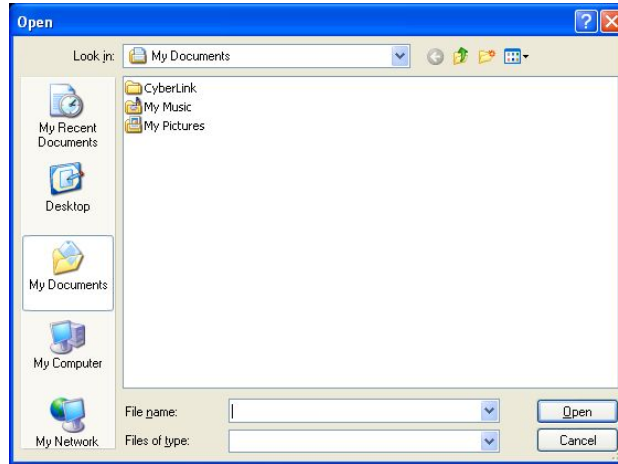 Open
Look in:
My Documents
CyberLink
My Music
My Pictures
My Recent
Documents
Desktop
My Documents
My Computer
My Network
File name:
Open
Files of type:
Cancel